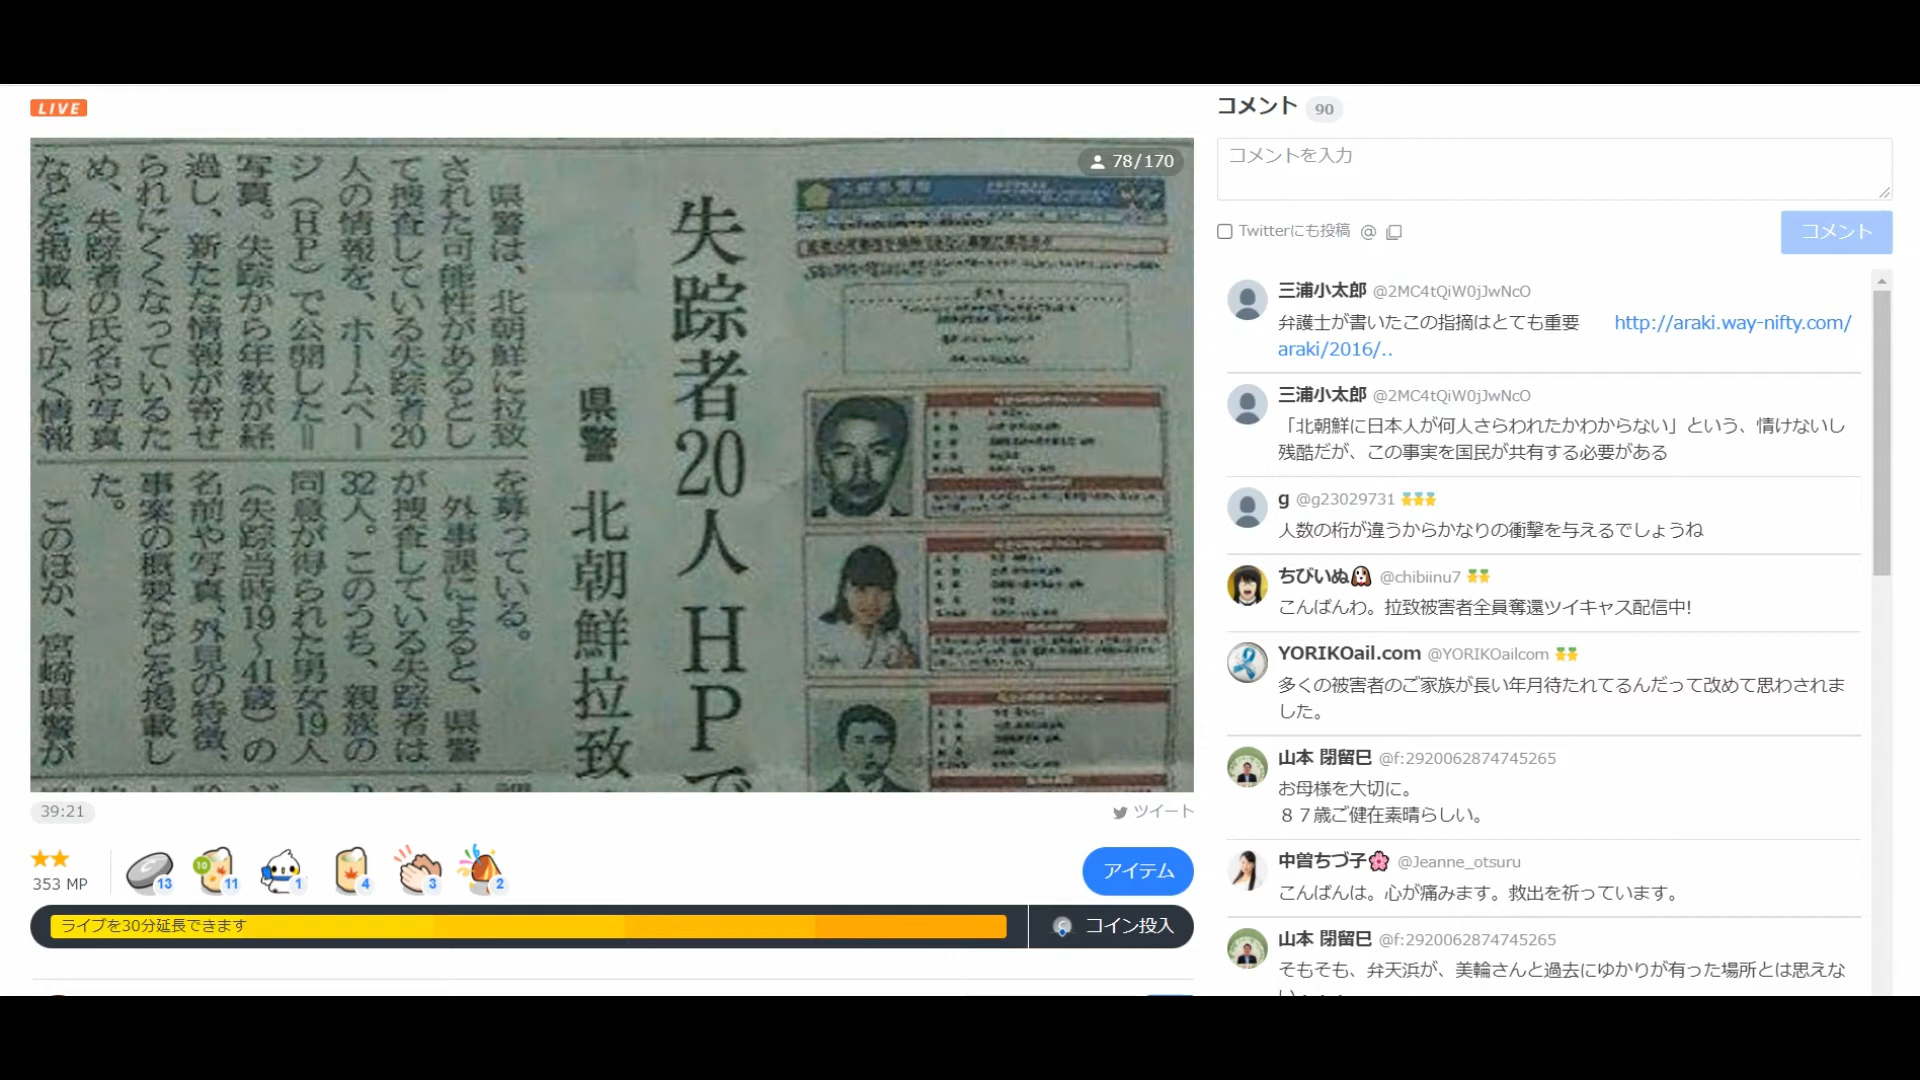 LIVE
78/170
失踪者20人HPで
県警 北朝鮮拉致
県警は、北朝鮮に拉致
された可能性があるとし
て捜査している失踪者20
人の情報を、ホームペー
ジ(HP)で公開した=
写真。失踪から年数が経
過し、新たな情報が寄せ
られにくくなっているた
め、失踪者の氏名や写真
などを掲載して広く情報
を募っている。
外事課によると、県警
が捜査している失踪者は
32人。このうち、親族の
同意が得られた男女19人
(失踪当時19〜41歳)の
名前や写真、外見の特徴、
事案の概要などを掲載し
た。
このほか、宮崎県警が
39:21
ツイート
353 MP
13
10
11
1
4
3
2
アイテム
ライブを30分延長できます
コイン投入
コメント 90
コメントを入力
Twitterにも投稿 @
コメント
三浦小太郎 @2MC4tQiW0jJwNcO
弁護士が書いたこの指摘はとても重要 http://araki.way-nifty.com/
araki/2016/..
三浦小太郎 @2MC4tQiW0jJwNcO
「北朝鮮に日本人が何人さらわれたかわからない」という、情けないし
残酷だが、この事実を国民が共有する必要がある
g @g23029731
人数の桁が違うからかなりの衝撃を与えるでしょうね
ちびいぬ @chibiinu7
こんばんわ。拉致被害者全員奪還ツイキャス配信中!
YORIKOail.com @YORIKOailcom
多くの被害者のご家族が長い年月待たれてるんだって改めて思わされま
した。
山本 閉留巳 @f:2920062874745265
お母様を大切に。
８７歳ご健在素晴らしい。
中曽ちづ子 @Jeanne_otsuru
こんばんは。心が痛みます。救出を祈っています。
山本 閉留巳 @f:2920062874745265
そもそも、弁天浜が、美輪さんと過去にゆかりが有った場所とは思えな
い・・・